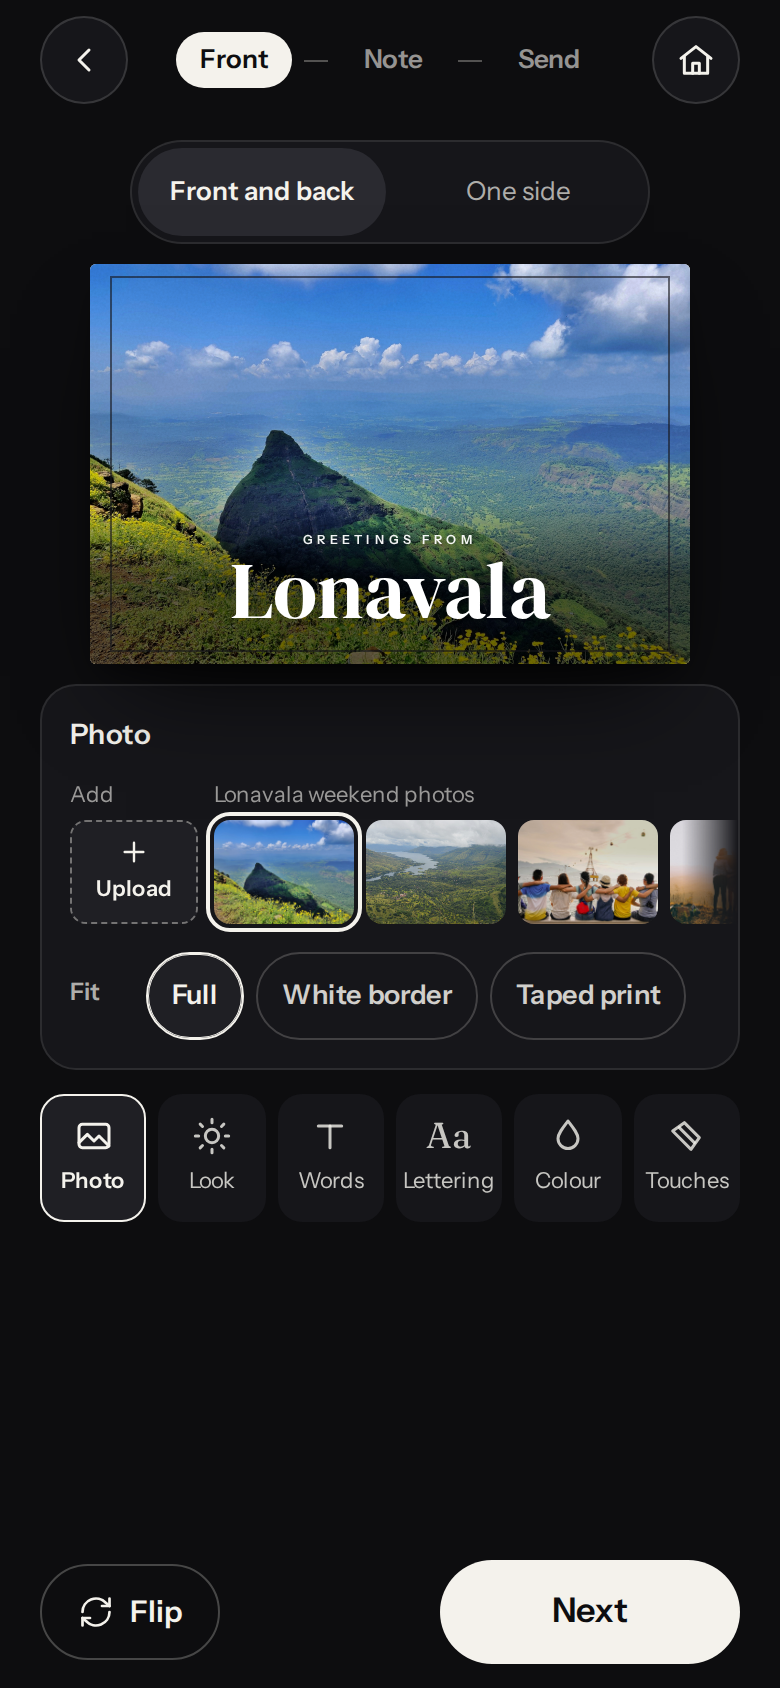 Front — Note — Send
Front and back One side
GREETINGS FROM
Lonavala
Photo
Add Lonavala weekend photos
Upload
Fit Full White border Taped print
Aa
Photo Look Words Lettering Colour Touches
Flip Next